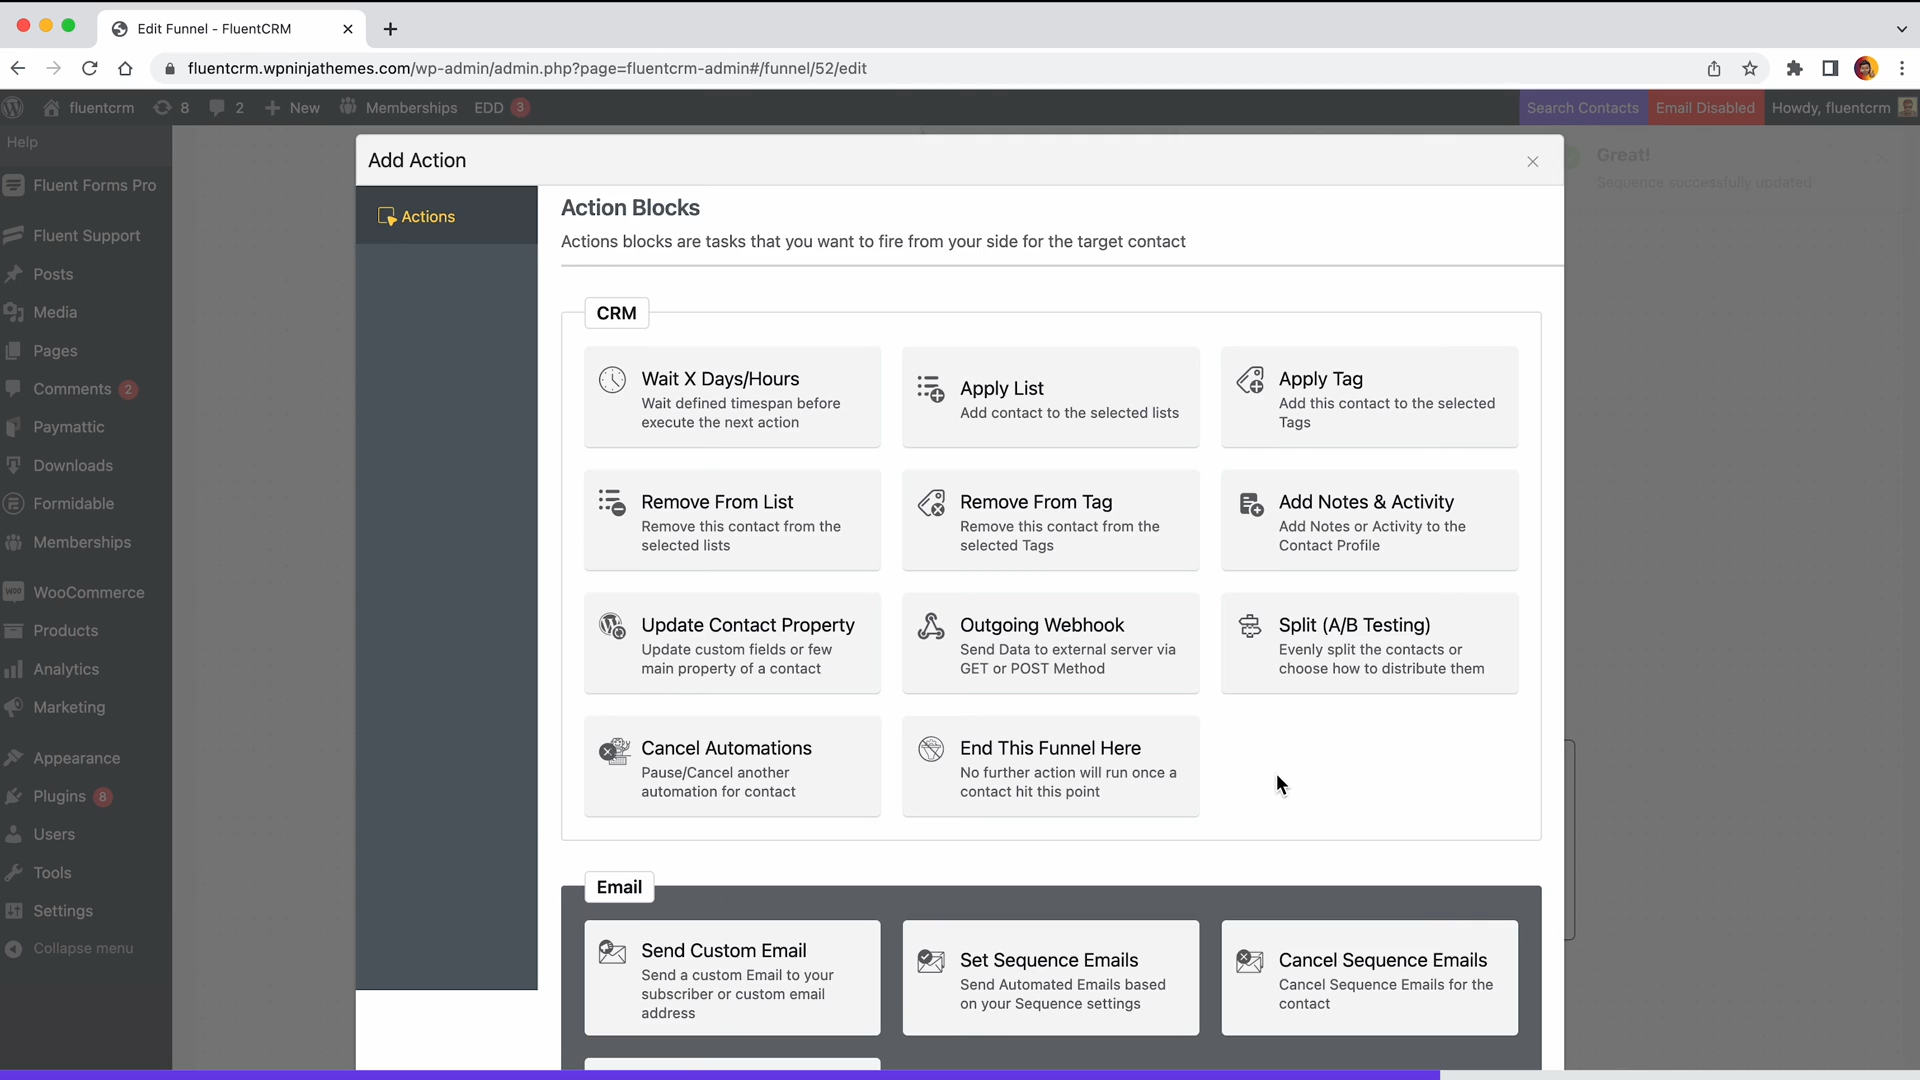 Edit Funnel - FluentCRM
fluentcrm.wpninjathemes.com/wp-admin/admin.php?page=fluentcrm-admin#/funnel/52/edit
fluentcrm 8 2 New Memberships EDD 3 Search Contacts Email Disabled Howdy, fluentcrm
Help
Fluent Forms Pro
Fluent Support
Posts
Media
Pages
Comments 2
Paymattic
Downloads
Formidable
Memberships
WooCommerce
Products
Analytics
Marketing
Appearance
Plugins 8
Users
Tools
Settings
Collapse menu
Add Action
Actions
Action Blocks
Actions blocks are tasks that you want to fire from your side for the target contact
CRM
Wait X Days/Hours
Wait defined timespan before
execute the next action
Apply List
Add contact to the selected lists
Apply Tag
Add this contact to the selected
Tags
Remove From List
Remove this contact from the
selected lists
Remove From Tag
Remove this contact from the
selected Tags
Add Notes & Activity
Add Notes or Activity to the
Contact Profile
Update Contact Property
Update custom fields or few
main property of a contact
Outgoing Webhook
Send Data to external server via
GET or POST Method
Split (A/B Testing)
Evenly split the contacts or
choose how to distribute them
Cancel Automations
Pause/Cancel another
automation for contact
End This Funnel Here
No further action will run once a
contact hit this point
Email
Send Custom Email
Send a custom Email to your
subscriber or custom email
address
Set Sequence Emails
Send Automated Emails based
on your Sequence settings
Cancel Sequence Emails
Cancel Sequence Emails for the
contact
Great!
Sequence successfully updated